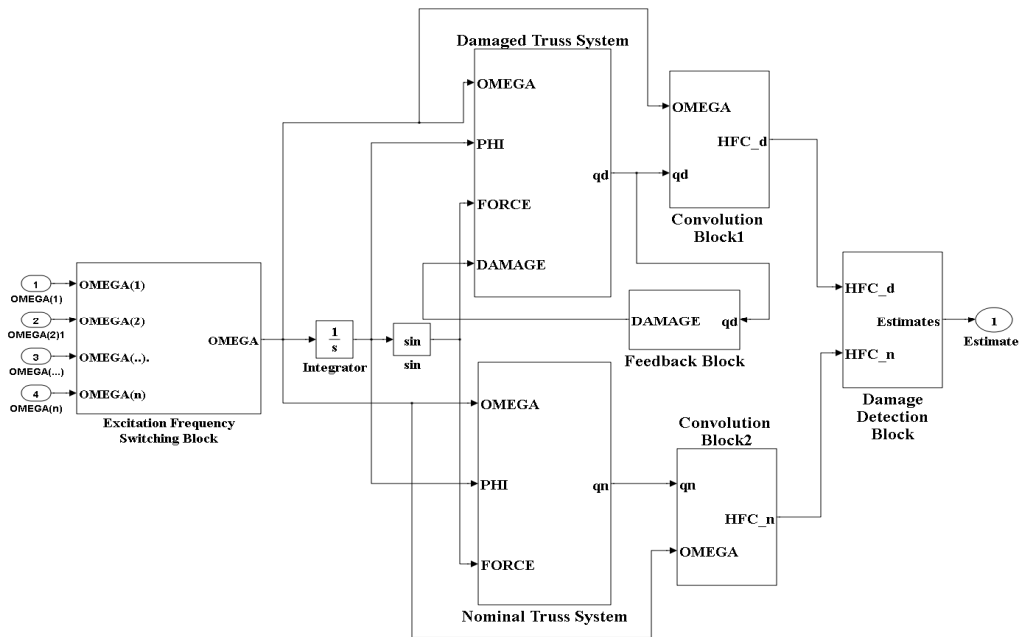 Damaged Truss System
OMEGA
PHI
FORCE
DAMAGE
qd
OMEGA
HFC_d
qd
Convolution
Block1
1
OMEGA(1)
2
OMEGA(2)1
3
OMEGA(...)
4
OMEGA(n)
OMEGA(1)
OMEGA(2)
OMEGA(..).
OMEGA(n)
OMEGA
Excitation Frequency
Switching Block
1
s
Integrator
sin
sin
DAMAGE
qd
Feedback Block
HFC_d
Estimates
HFC_n
Damage
Detection
Block
1
Estimate
OMEGA
PHI
qn
FORCE
Nominal Truss System
Convolution
Block2
qn
HFC_n
OMEGA